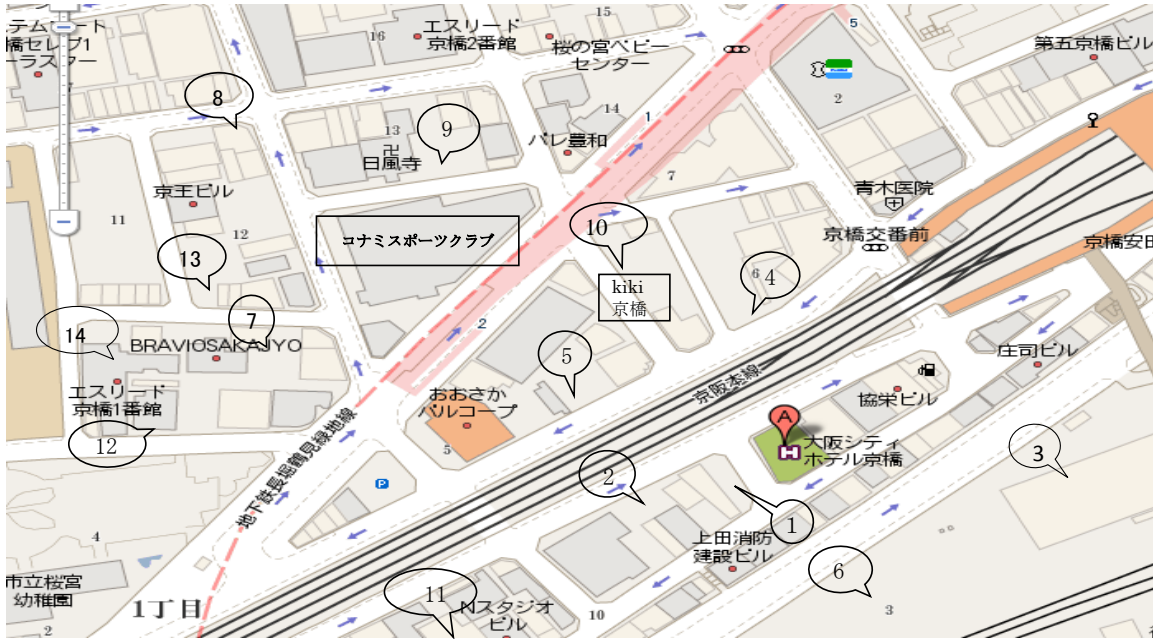 エスリード
京橋2番館
15
16
テムコート
橋セレブ1
ーラスター
7
桜の宮ベビー
センター
5
第五京橋ビル
2
8
13
卍
日風寺
9
14
1
パレ豊和
7
京王ビル
11
12
13
コナミスポーツクラブ
10
kiki
京橋
6
4
青木医院
京橋交番前
京橋安田
14
7
BRAVIOSAKAJYO
エスリード
京橋1番館
12
2
5
おおさか
パルコープ
5
京阪本線
庄司ビル
協栄ビル
A
H
大阪シティ
ホテル京橋
3
地下鉄長堀鶴見緑地線
P
2
1
上田消防
建設ビル
6
4
市立桜宮
幼稚園
2
1丁目
11
Nスタジオ
ビル
10
3